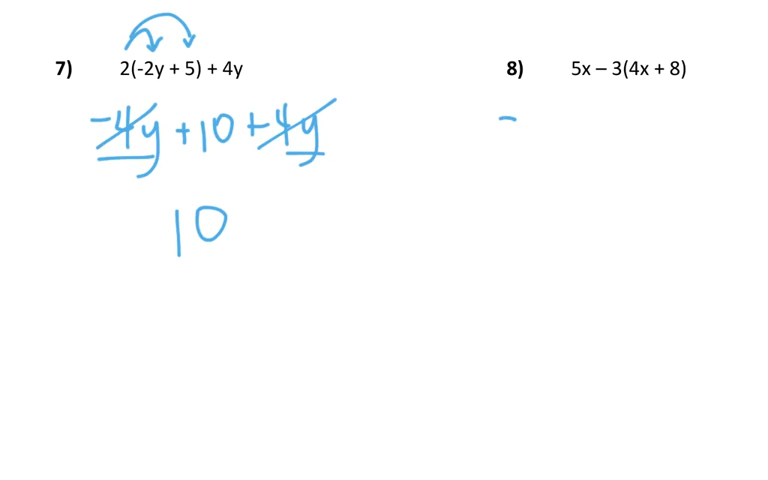 7) 2(-2y + 5) + 4y
-4y + 10 + 4y
10
8) 5x – 3(4x + 8)
-